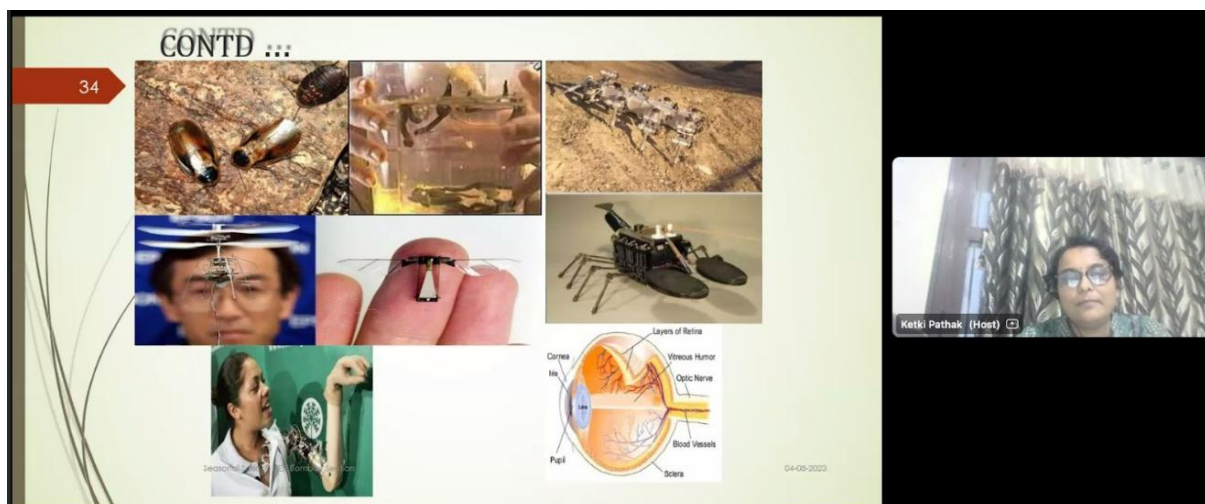 CONTD ...
34
Layers of Retina
Cornea
Vitreous Humor
Iris
Optic Nerve
Lens
Blood Vessels
Pupil
Sclera
Seasonal
04-08-2023
Ketki Pathak (Host)